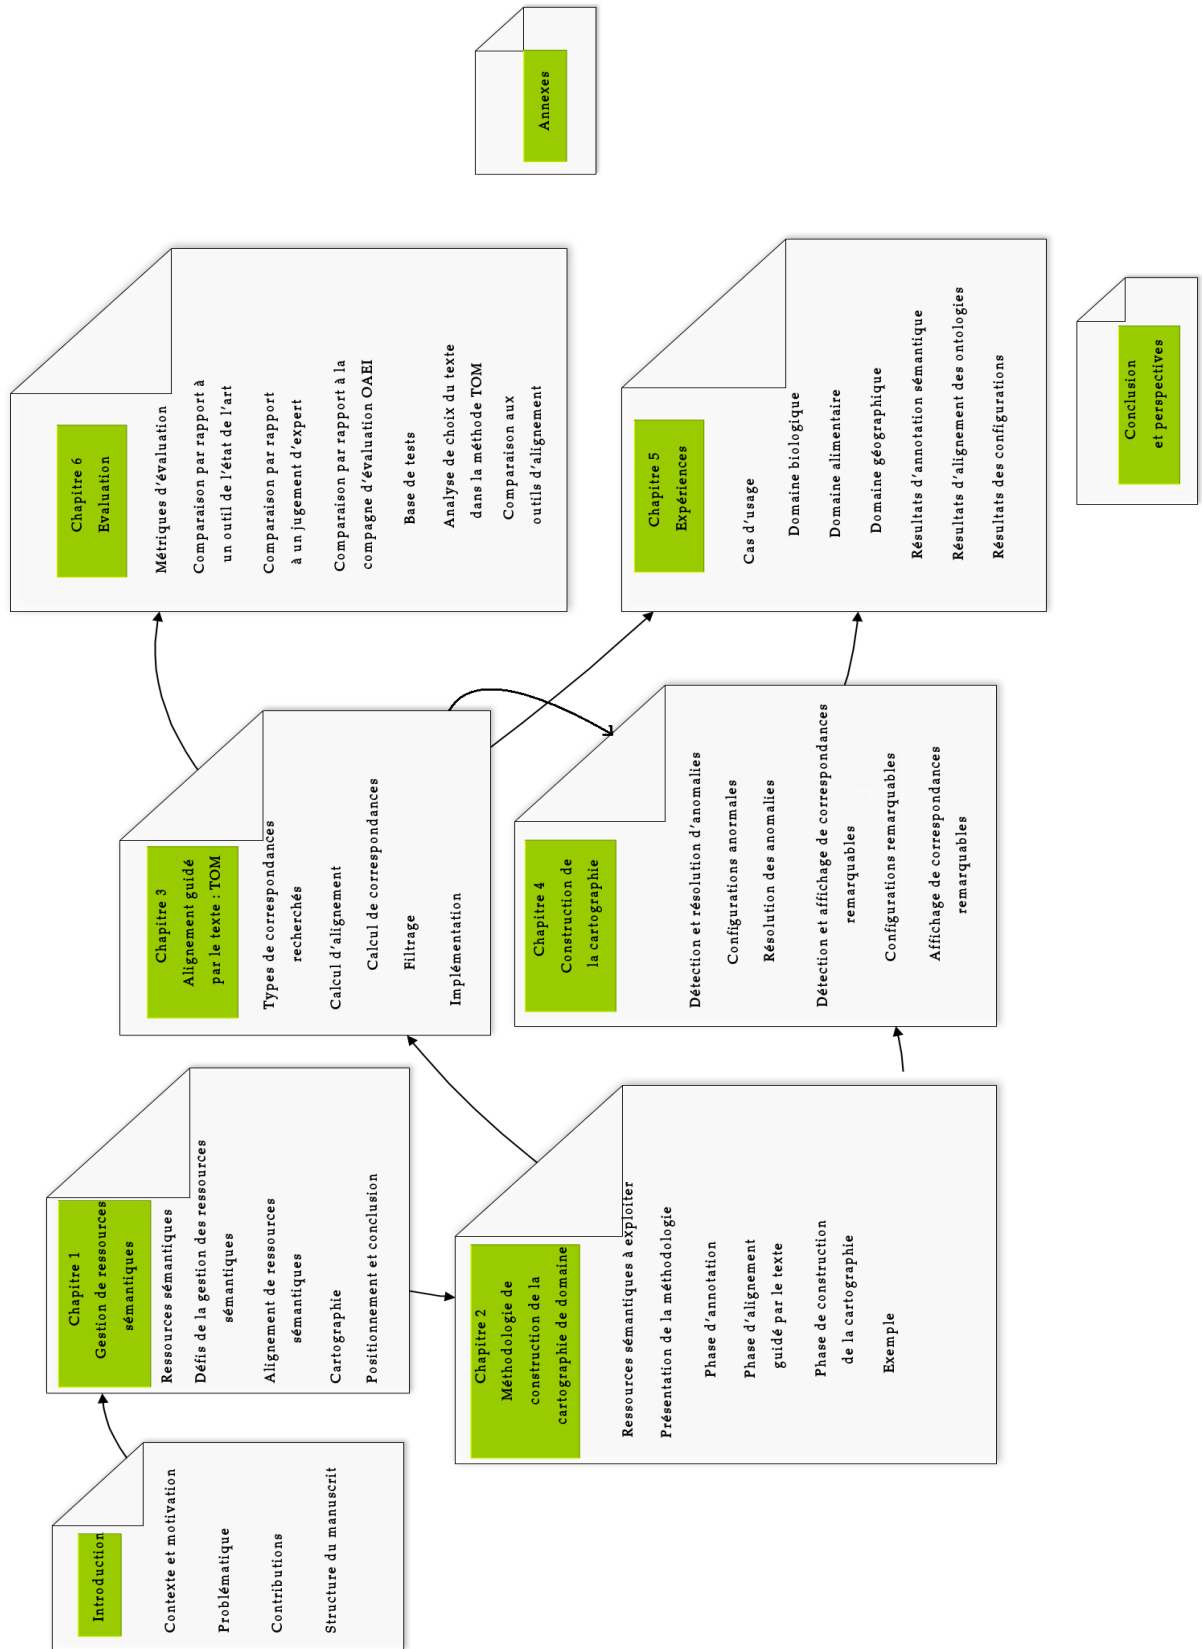 Introduction
Contexte et motivation
Problématique
Contributions
Structure du manuscrit
Chapitre 1
Gestion de ressources
sémantiques
Ressources sémantiques
Défis de la gestion des ressources
sémantiques
Alignement de ressources
sémantiques
Cartographie
Positionnement et conclusion
Chapitre 2
Méthodologie de
construction de la
cartographie de domaine
Ressources sémantiques à exploiter
Présentation de la méthodologie
Phase d'annotation
Phase d'alignement
guidé par le texte
Phase de construction
de la cartographie
Exemple
Chapitre 3
Alignement guidé
par le texte : TOM
Types de correspondances
recherchés
Calcul d'alignement
Calcul de correspondances
Filtrage
Implémentation
Chapitre 4
Construction de
la cartographie
Détection et résolution d'anomalies
Configurations anormales
Résolution des anomalies
Détection et affichage de correspondances
remarquables
Configurations remarquables
Affichage de correspondances
remarquables
Chapitre 6
Evaluation
Métriques d'évaluation
Comparaison par rapport à
un outil de l'état de l'art
Comparaison par rapport
à un jugement d'expert
Comparaison par rapport à la
compagne d'évaluation OAEI
Base de tests
Analyse de choix du texte
dans la méthode TOM
Comparaison aux
outils d'alignement
Chapitre 5
Expériences
Cas d'usage
Domaine biologique
Domaine alimentaire
Domaine géographique
Résultats d'annotation sémantique
Résultats d'alignement des ontologies
Résultats des configurations
Conclusion
et perspectives
Annexes